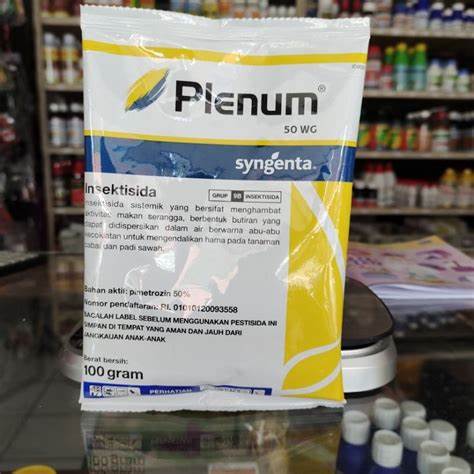 Plenum®
50 WG
syngenta
Insektisida
GRUP 9B INSEKTISIDA
Insektisida sistemik yang bersifat menghambat
aktivitas makan serangga, berbentuk butiran yang
dapat didispersikan dalam air berwarna abu-abu
kecoklatan untuk mengendalikan hama pada tanaman
cabai dan padi sawah.
Bahan aktif: pimetrozin 50%
Nomor pendaftaran: RI. 01010120093558
BACALAH LABEL SEBELUM MENGGUNAKAN PESTISIDA INI
SIMPAN DI TEMPAT YANG AMAN DAN JAUH DARI
JANGKAUAN ANAK-ANAK
Berat bersih:
100 gram
PERHATIAN